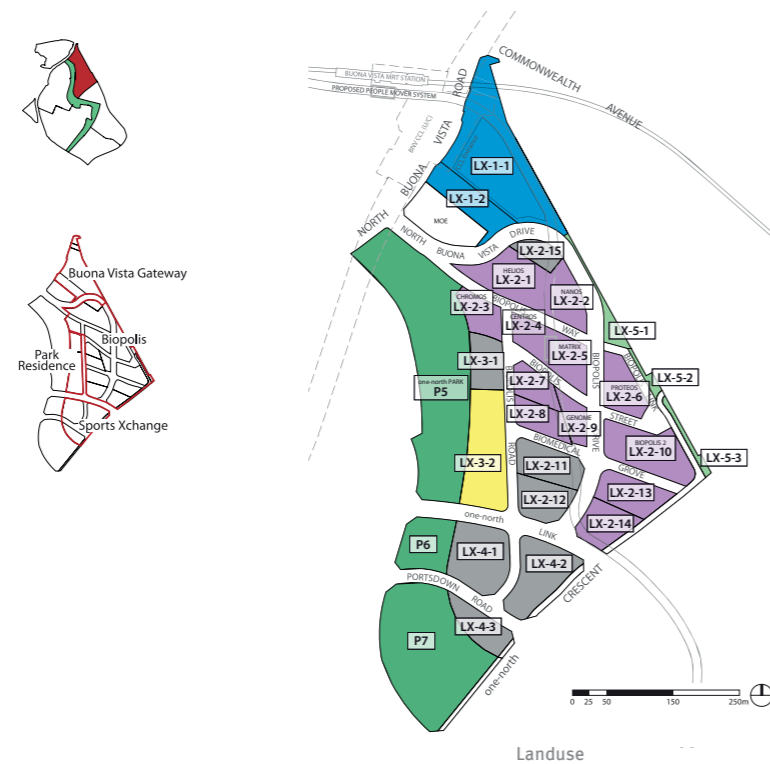 COMMONWEALTH
AVENUE
BUONA VISTA MRT STATION
PROPOSED PEOPLE MOVER SYSTEM
NORTH BUONA VISTA ROAD
LX-1-1
LX-1-2
MOE
NORTH BUONA VISTA DRIVE
LX-2-15
HELIOS
LX-2-1
NANOS
LX-2-2
CHROMOS
LX-2-3
BIOPOLIS WAY
CENTROS
LX-2-4
MATRIX
LX-2-5
LX-5-1
LX-3-1
BIOPOLIS
LX-2-7
BIOPOLIS DRIVE
PROTEOS
LX-2-6
LX-5-2
one-north PARK
P5
BIOPOLIS ROAD
LX-2-8
GENOME
LX-2-9
STREET
BIOMEDICAL
GROVE
BIOPOLIS 2
LX-2-10
LX-5-3
LX-3-2
LX-2-11
LX-2-12
LX-2-13
LX-2-14
one-north
LINK
P6
LX-4-1
LX-4-2
PORTSDOWN
ROAD
CRESCENT
LX-4-3
P7
one-north
0 25 50 150 250m
Landuse
Buona Vista Gateway
Biopolis
Park
Residence
Sports Xchange